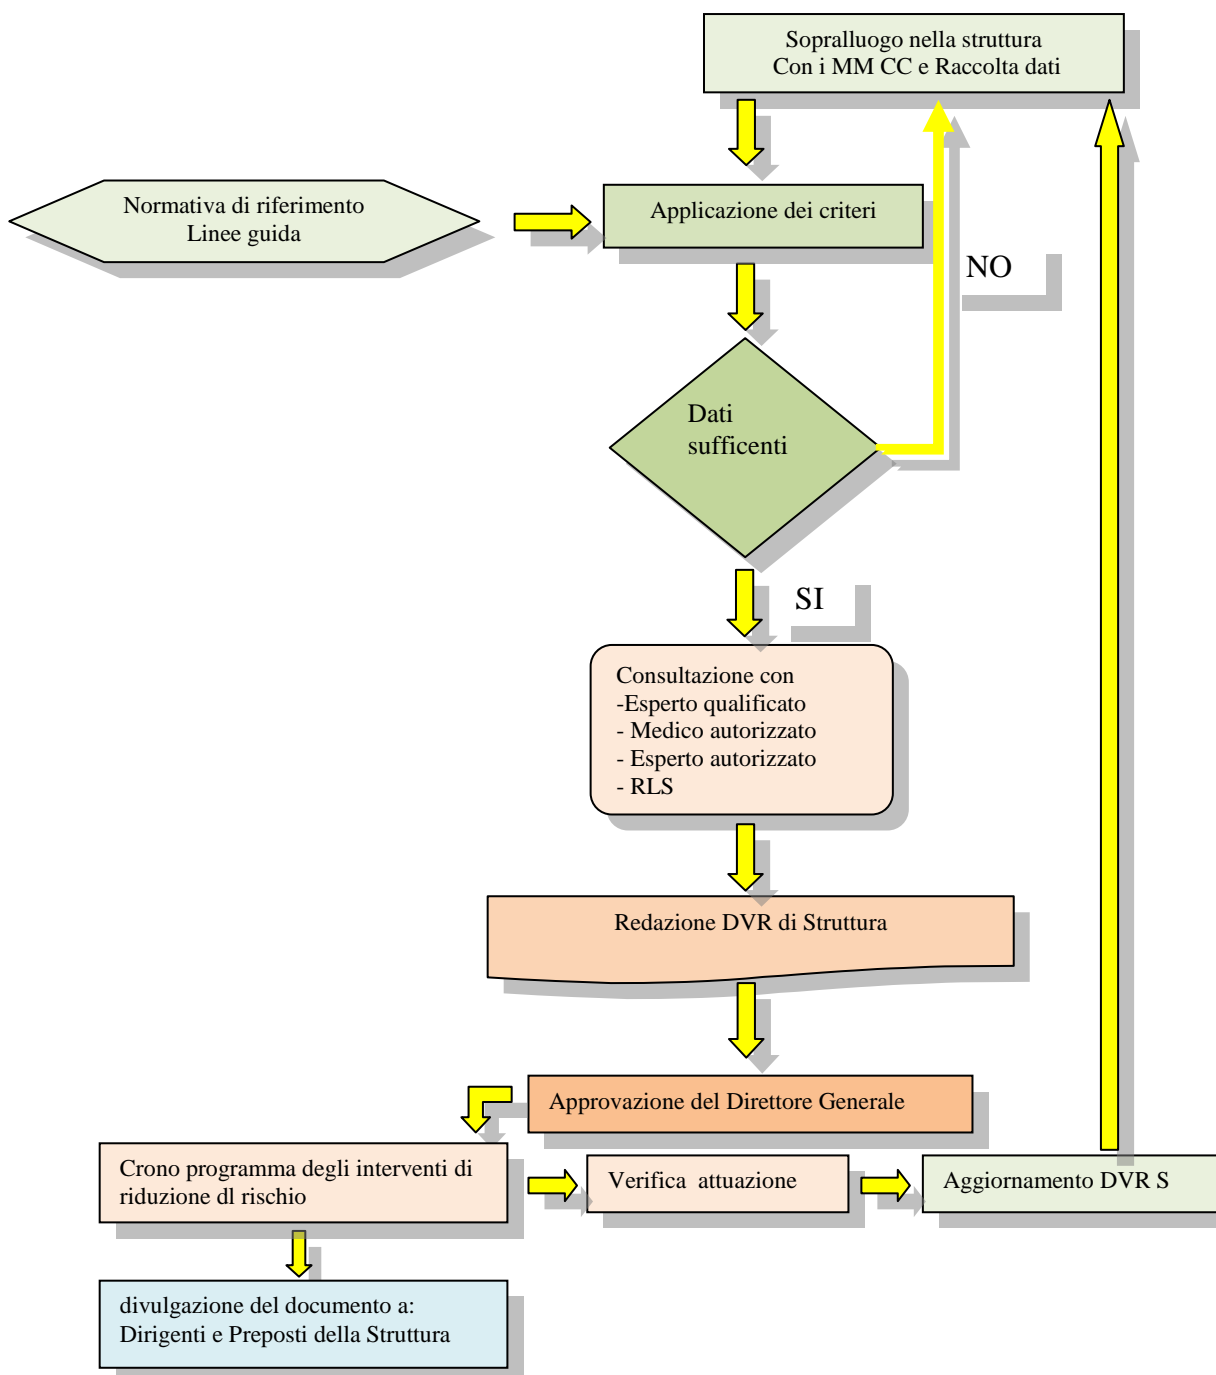 Sopralluogo nella struttura
Con i MM CC e Raccolta dati
Normativa di riferimento
Linee guida
Applicazione dei criteri
NO
Dati
sufficenti
SI
Consultazione con
-Esperto qualificato
- Medico autorizzato
- Esperto autorizzato
- RLS
Redazione DVR di Struttura
Approvazione del Direttore Generale
Crono programma degli interventi di
riduzione dl rischio
Verifica attuazione
Aggiornamento DVR S
divulgazione del documento a:
Dirigenti e Preposti della Struttura